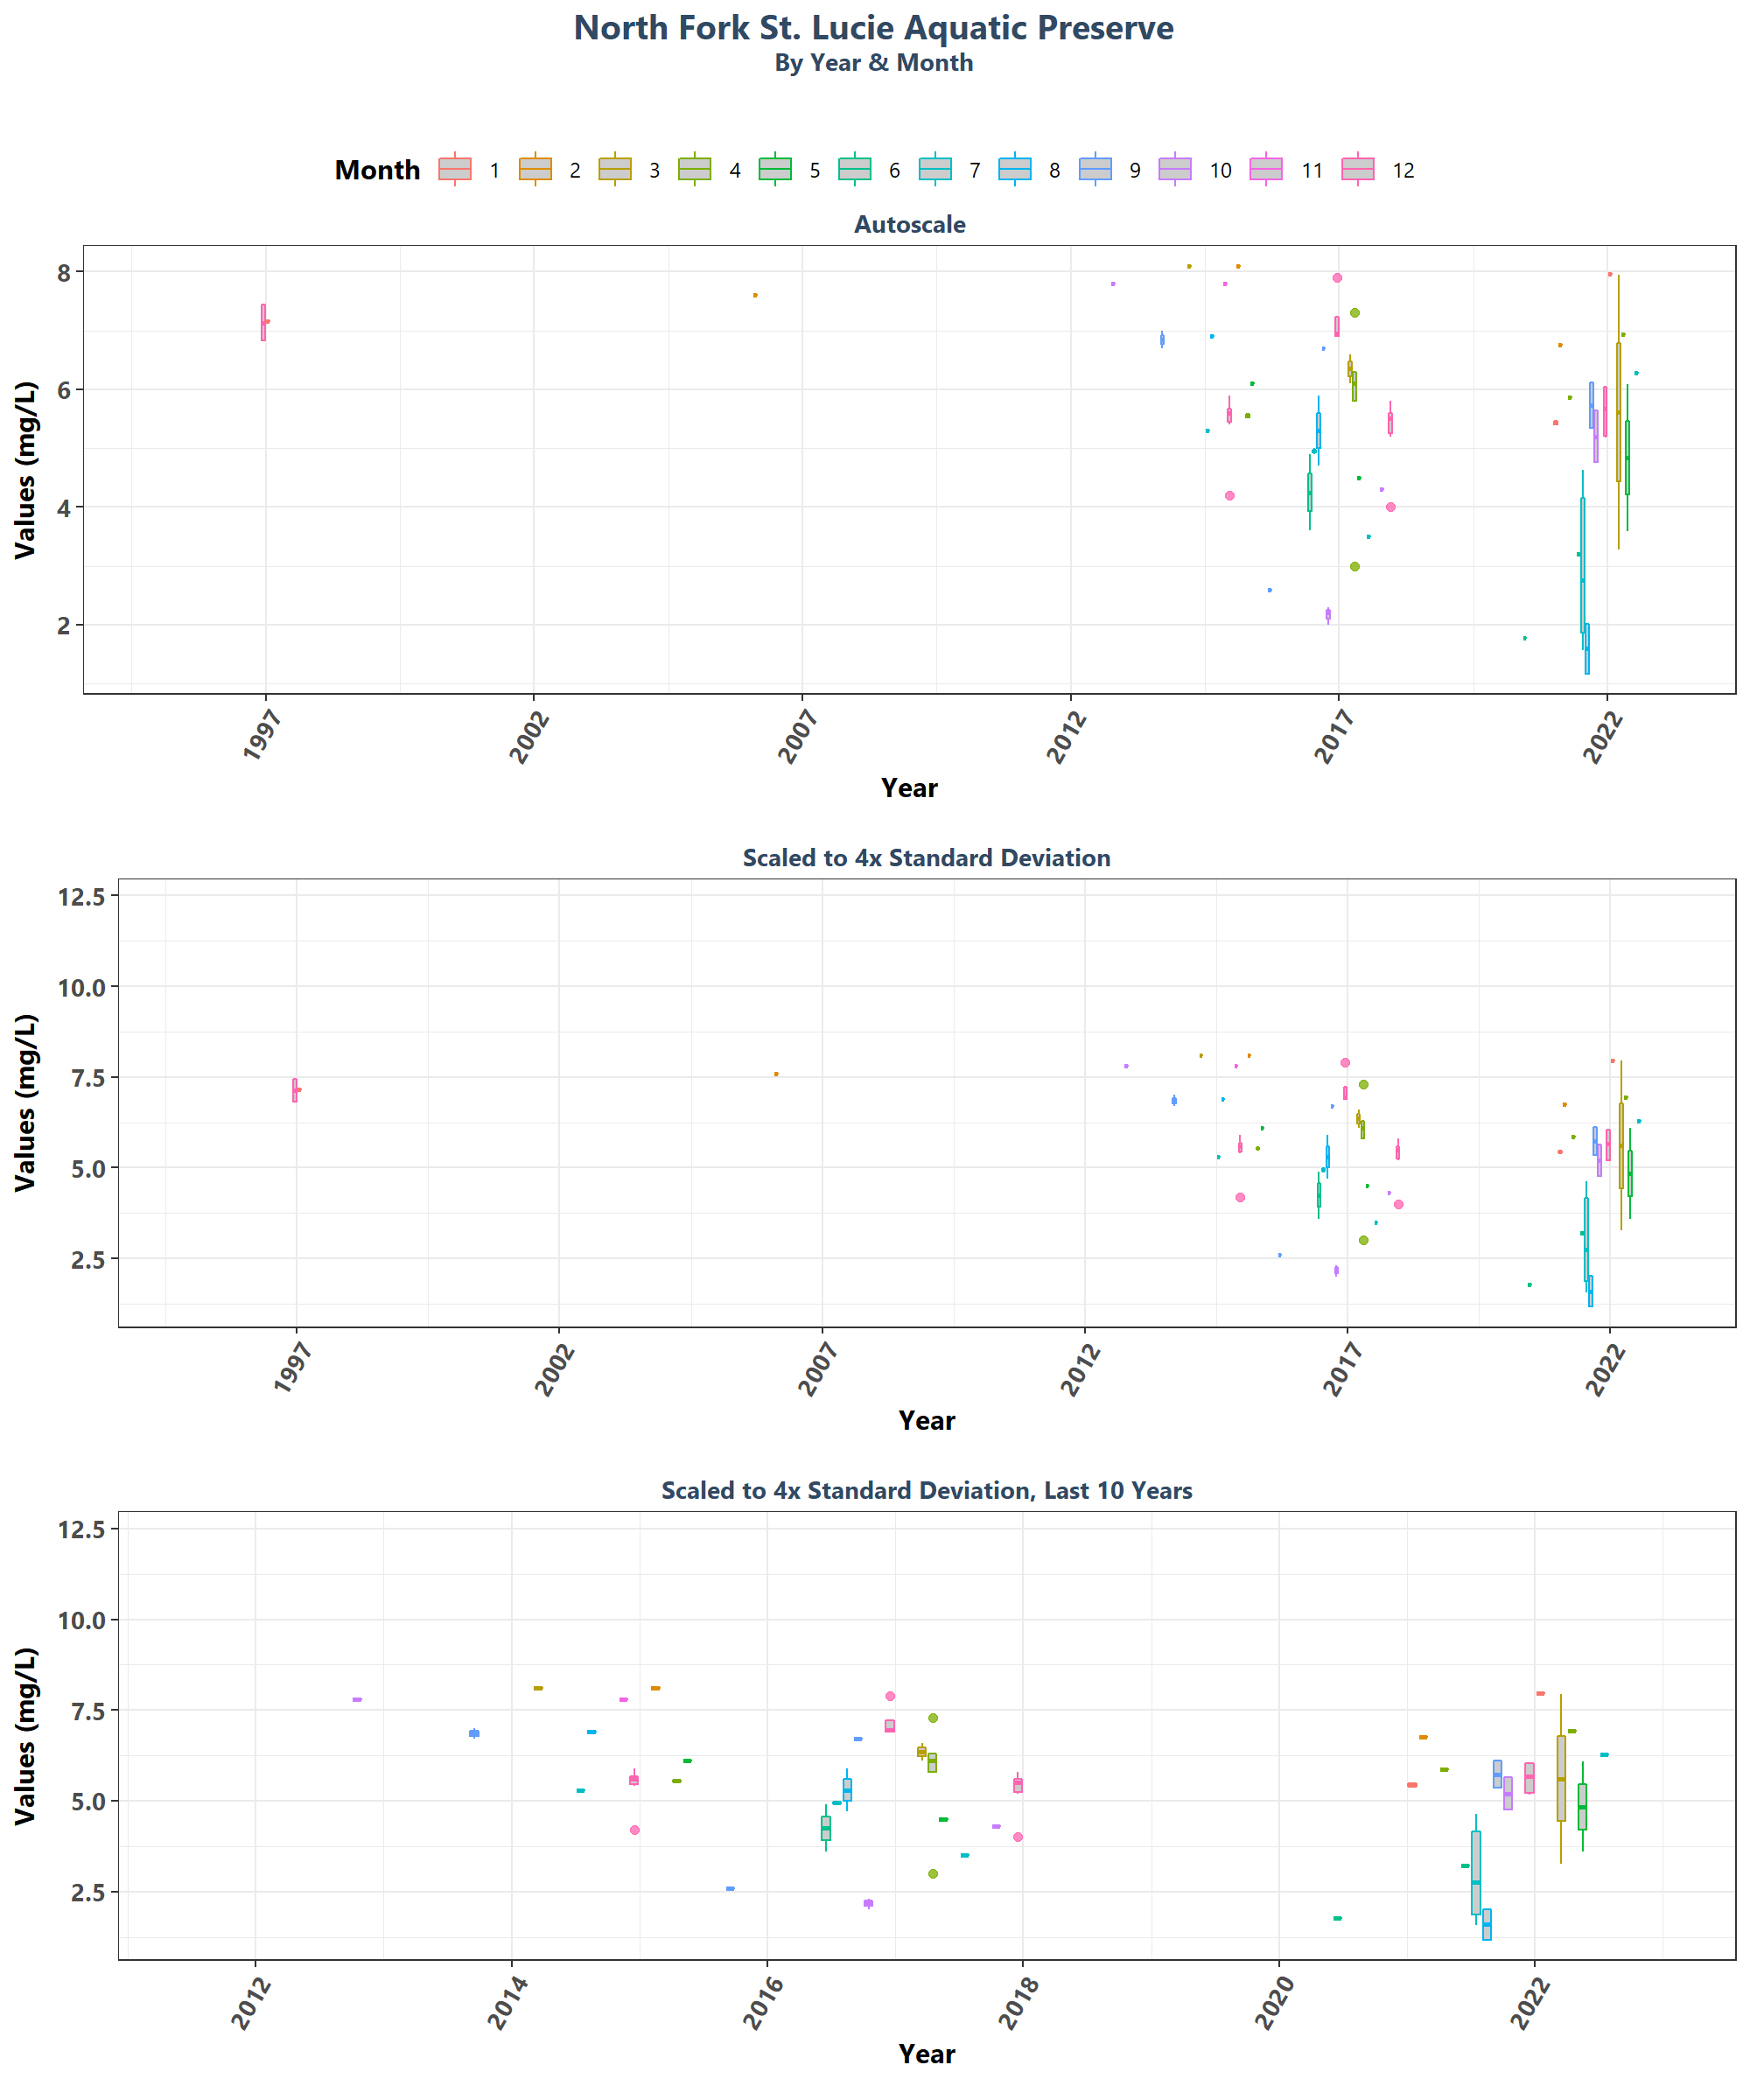 North Fork St. Lucie Aquatic Preserve
By Year & Month
Month 1 2 3 4 5 6 7 8 9 10 11 12
Autoscale
8
6
4
2
Values (mg/L)
1997 2002 2007 2012 2017 2022
Year
Scaled to 4x Standard Deviation
12.5
10.0
7.5
5.0
2.5
Values (mg/L)
1997 2002 2007 2012 2017 2022
Year
Scaled to 4x Standard Deviation, Last 10 Years
12.5
10.0
7.5
5.0
2.5
Values (mg/L)
2012 2014 2016 2018 2020 2022
Year